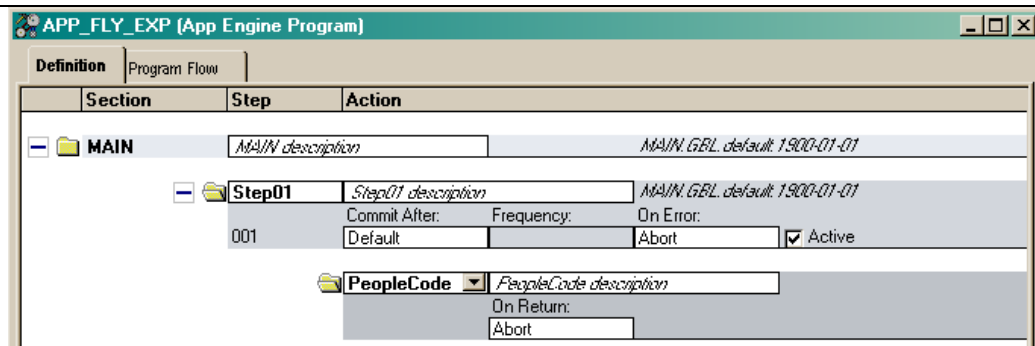 APP_FLY_EXP (App Engine Program)
Definition Program Flow
Section Step Action
MAIN MAIN description MAIN.GBL.default.1900-01-01
Step01 Step01 description MAIN.GBL.default.1900-01-01
Commit After: Frequency: On Error:
001 Default Abort Active
PeopleCode PeopleCode description
On Return:
Abort